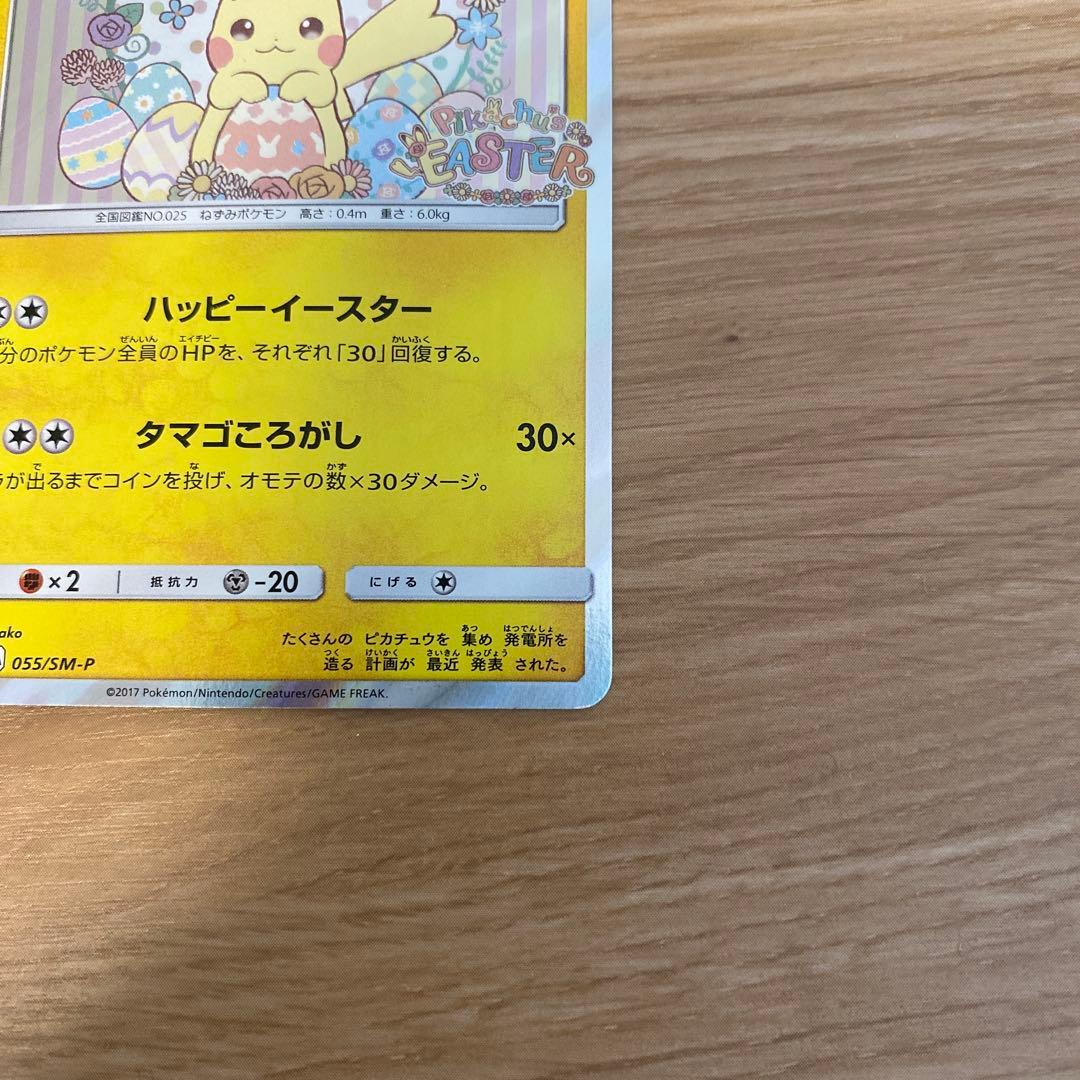 Pikachu's
EASTER
全国図鑑NO.025 ねずみポケモン 高さ:0.4m 重さ:6.0kg
ハッピーイースター
分のポケモン全員のHPを、それぞれ「30」回復する。
タマゴころがし 30×
が出るまでコインを投げ、オモテの数×30ダメージ。
×2 抵抗力 -20 にげる
ako
たくさんの ピカチュウを 集め 発電所を
055/SM-P
造る 計画が 最近 発表 された。
©2017 Pokémon/Nintendo/Creatures/GAME FREAK.